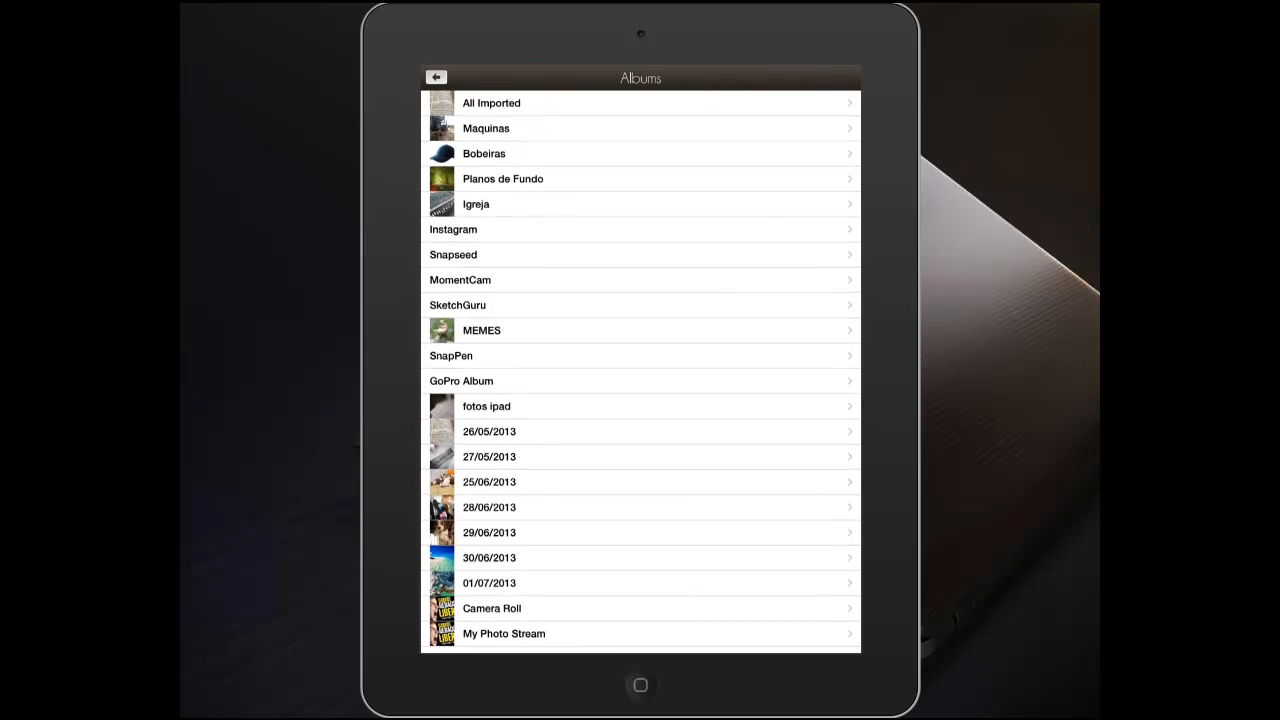 Albums
All Imported
Maquinas
Bobeiras
Planos de Fundo
Igreja
Instagram
Snapseed
MomentCam
SketchGuru
MEMES
SnapPen
GoPro Album
fotos ipad
26/05/2013
27/05/2013
25/06/2013
28/06/2013
29/06/2013
30/06/2013
01/07/2013
Camera Roll
My Photo Stream